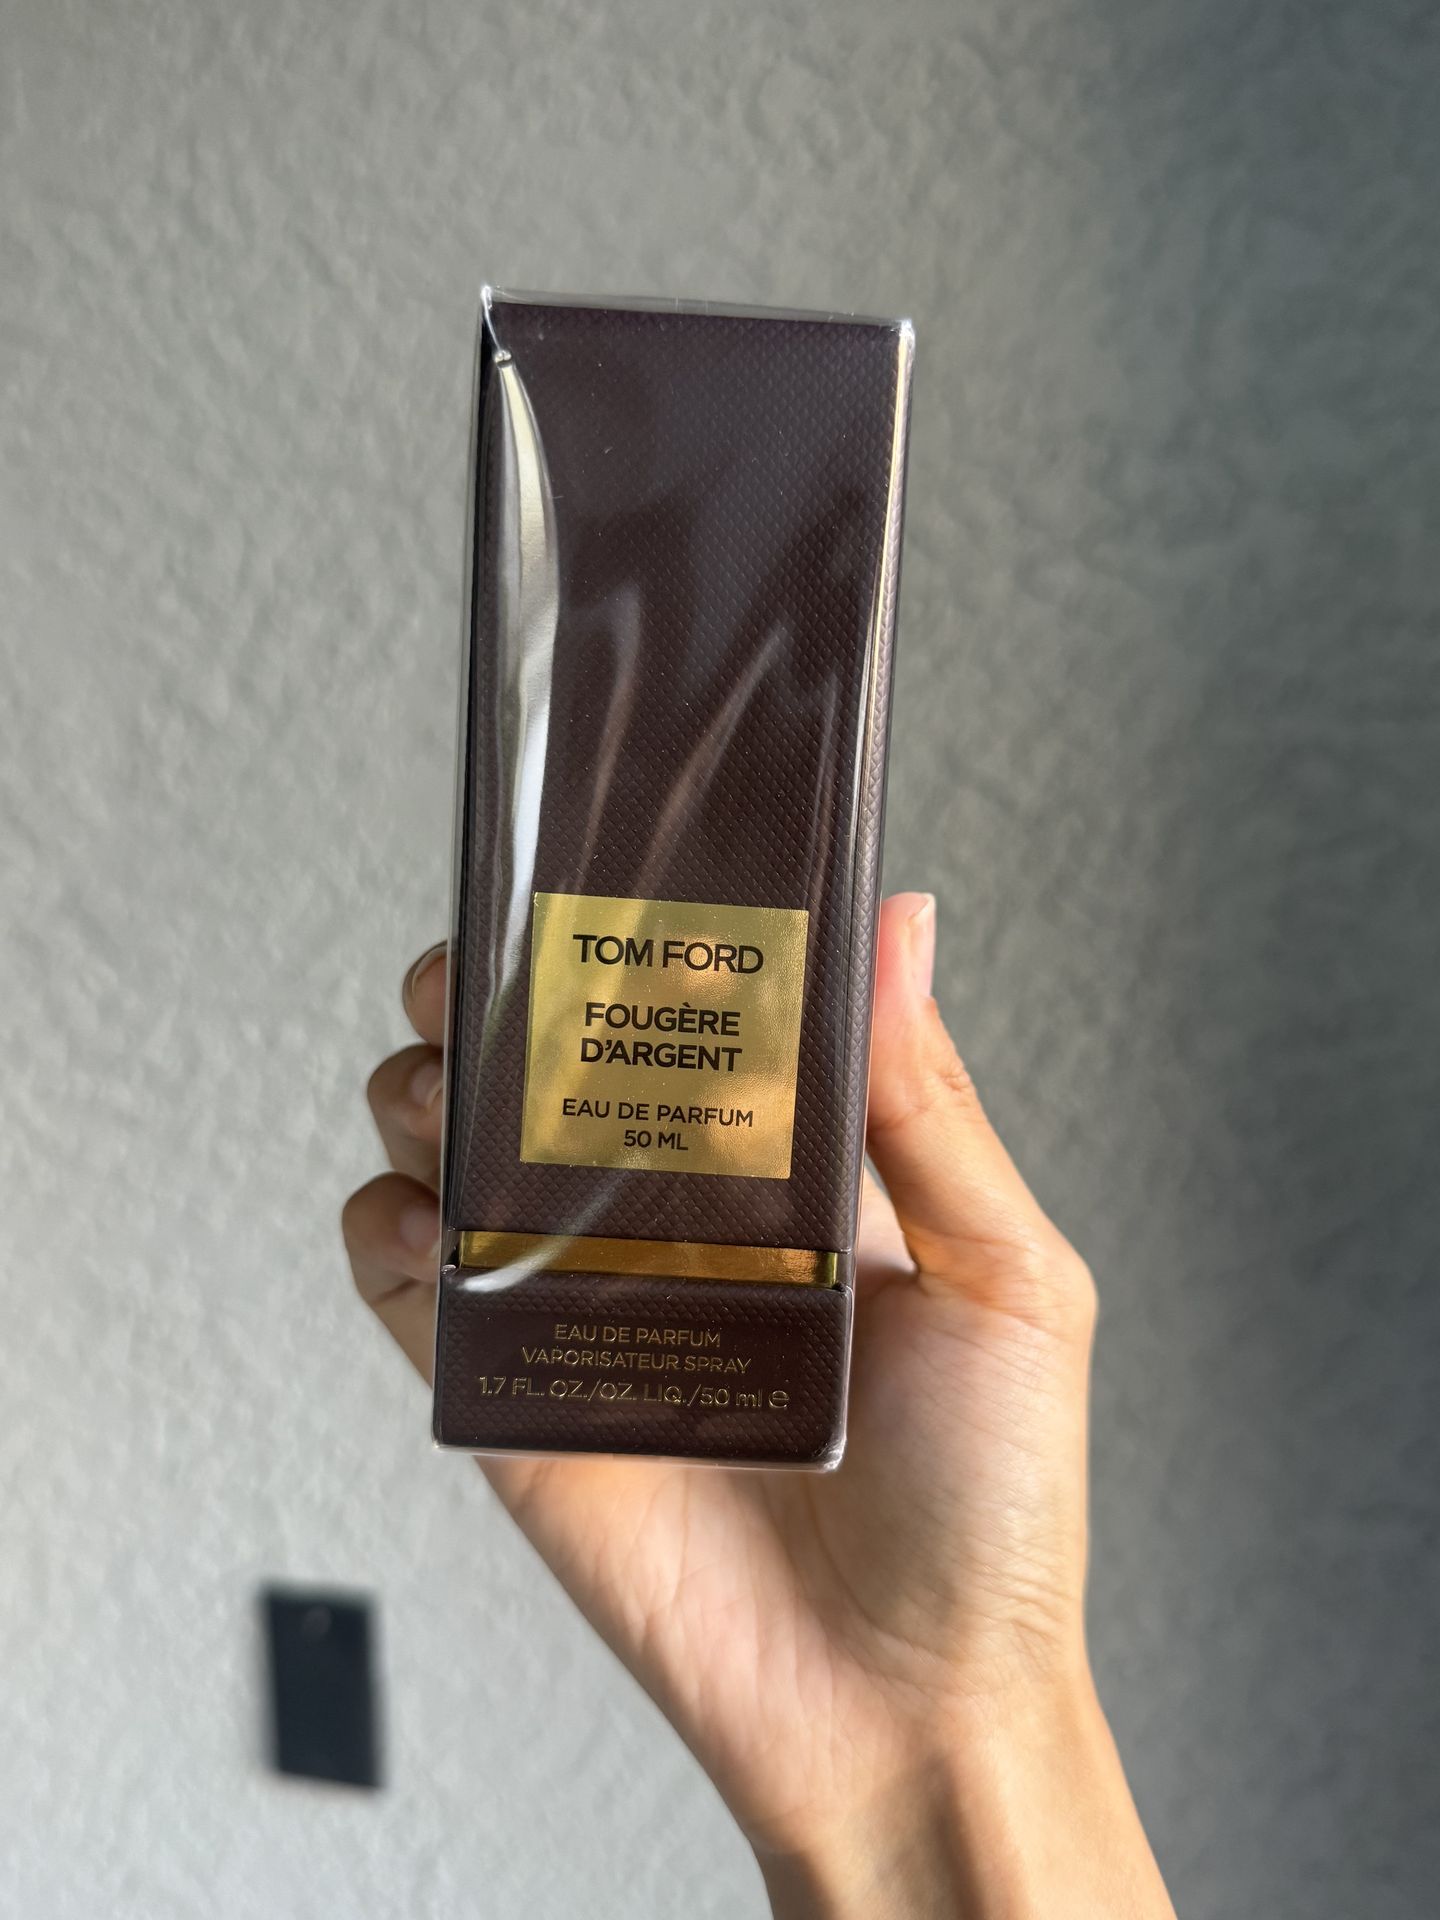 TOM FORD
FOUGÈRE
D'ARGENT
EAU DE PARFUM
50 ML
EAU DE PARFUM
VAPORISATEUR SPRAY
1.7 FL. OZ./OZ. LIQ./50 ml ℮